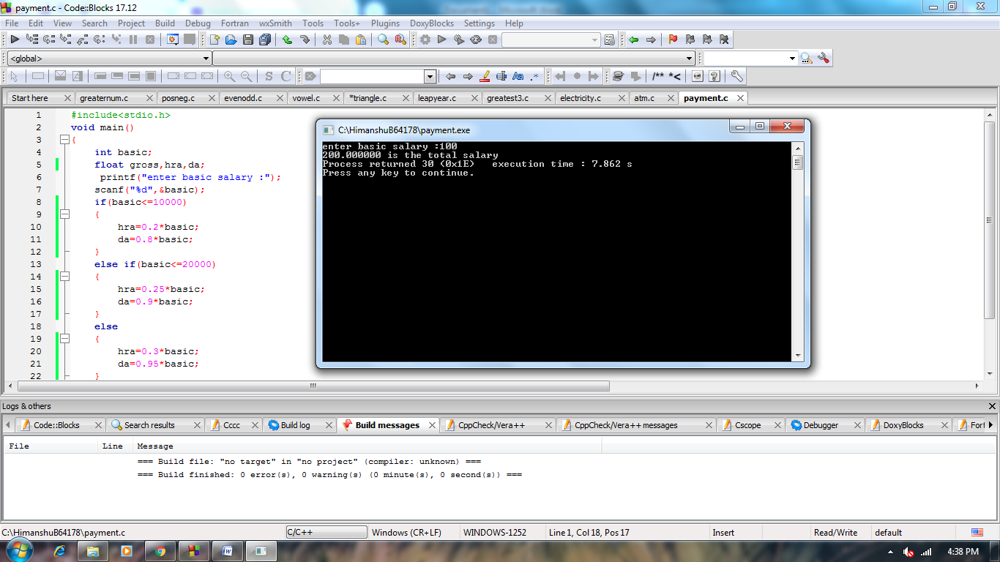 payment.c - Code::Blocks 17.12
File Edit View Search Project Build Debug Fortran wxSmith Tools Tools+ Plugins DoxyBlocks Settings Help
<global>
S C Aa .* /** *<
Start here greaternum.c posneg.c evenodd.c vowel.c *triangle.c leapyear.c greatest3.c electricity.c atm.c payment.c
1 #include<stdio.h>
2 void main()
3 {
4 int basic;
5 float gross,hra,da;
6 printf("enter basic salary :");
7 scanf("%d",&basic);
8 if(basic<=10000)
9 {
10 hra=0.2*basic;
11 da=0.8*basic;
12 }
13 else if(basic<=20000)
14 {
15 hra=0.25*basic;
16 da=0.9*basic;
17 }
18 else
19 {
20 hra=0.3*basic;
21 da=0.95*basic;
22 }
C:\HimanshuB64178\payment.exe
enter basic salary :100
200.000000 is the total salary
Process returned 30 (0x1E) execution time : 7.862 s
Press any key to continue.
Logs & others
Code::Blocks Search results Cccc Build log Build messages CppCheck/Vera++ CppCheck/Vera++ messages Cscope Debugger DoxyBlocks Fort
File Line Message
=== Build file: "no target" in "no project" (compiler: unknown) ===
=== Build finished: 0 error(s), 0 warning(s) (0 minute(s), 0 second(s)) ===
C:\HimanshuB64178\payment.c C/C++ Windows (CR+LF) WINDOWS-1252 Line 1, Col 18, Pos 17 Insert Read/Write default
4:38 PM